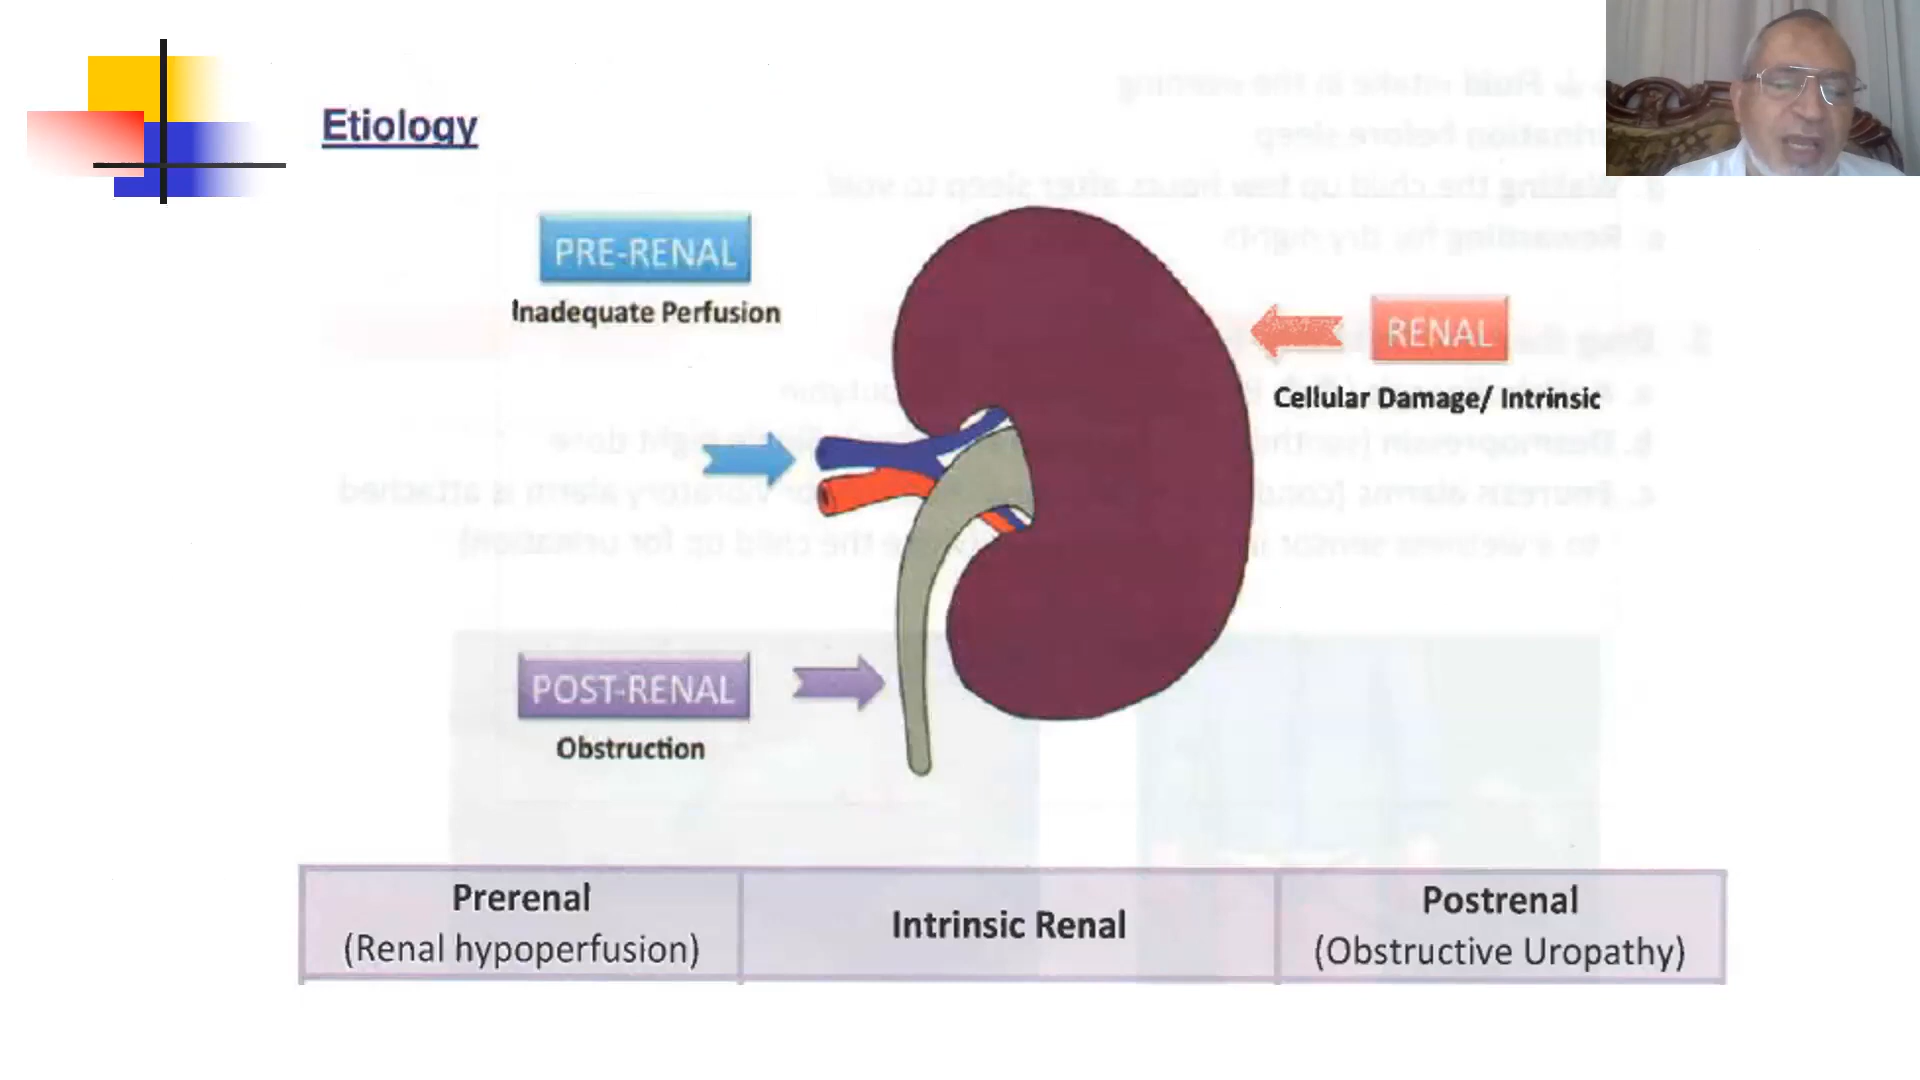 Etiology
PRE-RENAL
Inadequate Perfusion
RENAL
Cellular Damage/ Intrinsic
POST-RENAL
Obstruction
Prerenal
(Renal hypoperfusion)
Intrinsic Renal
Postrenal
(Obstructive Uropathy)